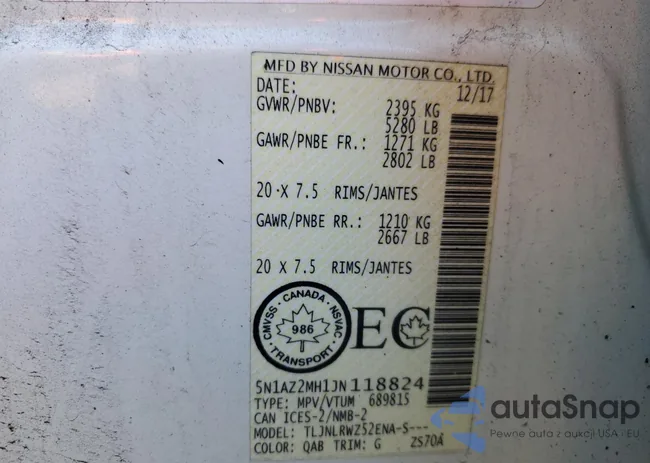 MFD BY NISSAN MOTOR CO., LTD.
DATE: 12/17
GVWR/PNBV: 2395 KG
5280 LB
GAWR/PNBE FR.: 1271 KG
2802 LB
20 X 7.5 RIMS/JANTES
GAWR/PNBE RR.: 1210 KG
2667 LB
20 X 7.5 RIMS/JANTES
CANADA
CMVSS · NSVAC
986
TRANSPORT
EC
5N1AZ2MH1JN118824
TYPE: MPV/VTUM 689815
CAN ICES-2/NMB-2
MODEL: TLJNLRWZ52ENA-S---
COLOR: QAB TRIM: G ZS70A
autoSnap
Pewne auta z aukcji USA - EU